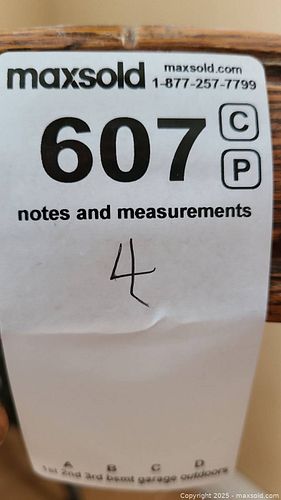 maxsold maxsold.com
1-877-257-7799
607 C
P
notes and measurements
4
A B C D
1st 2nd 3rd bsmt garage outdoors
Copyright 2025 - maxsold.com